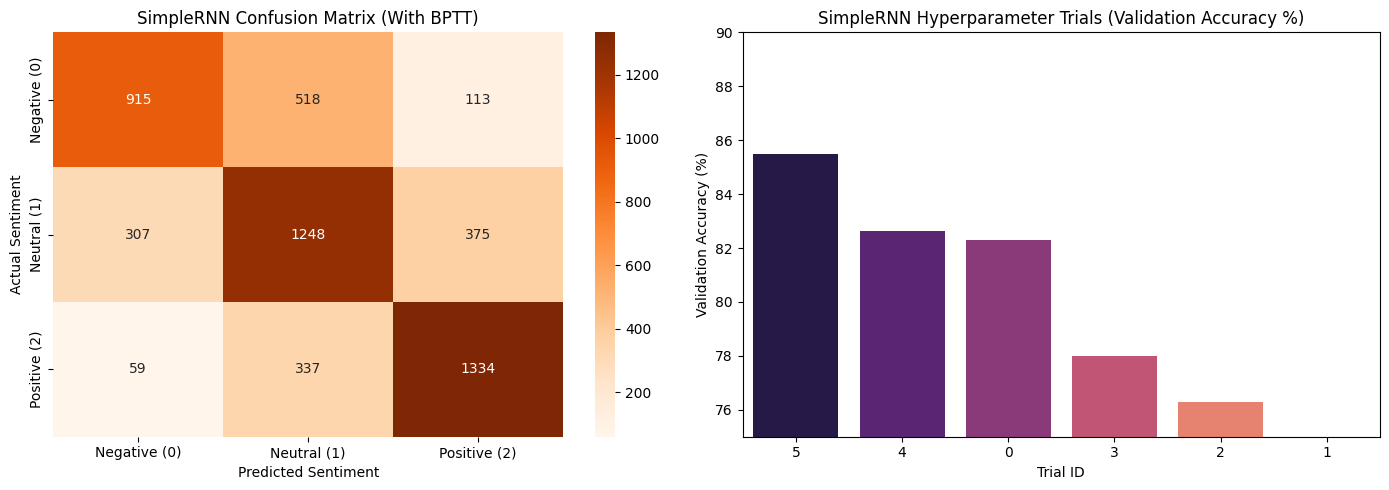 SimpleRNN Confusion Matrix (With BPTT)
Actual Sentiment
Negative (0)
Neutral (1)
Positive (2)
915 518 113
307 1248 375
59 337 1334
Negative (0) Neutral (1) Positive (2)
Predicted Sentiment
1200
1000
800
600
400
200
SimpleRNN Hyperparameter Trials (Validation Accuracy %)
Validation Accuracy (%)
90
88
86
84
82
80
78
76
5 4 0 3 2 1
Trial ID